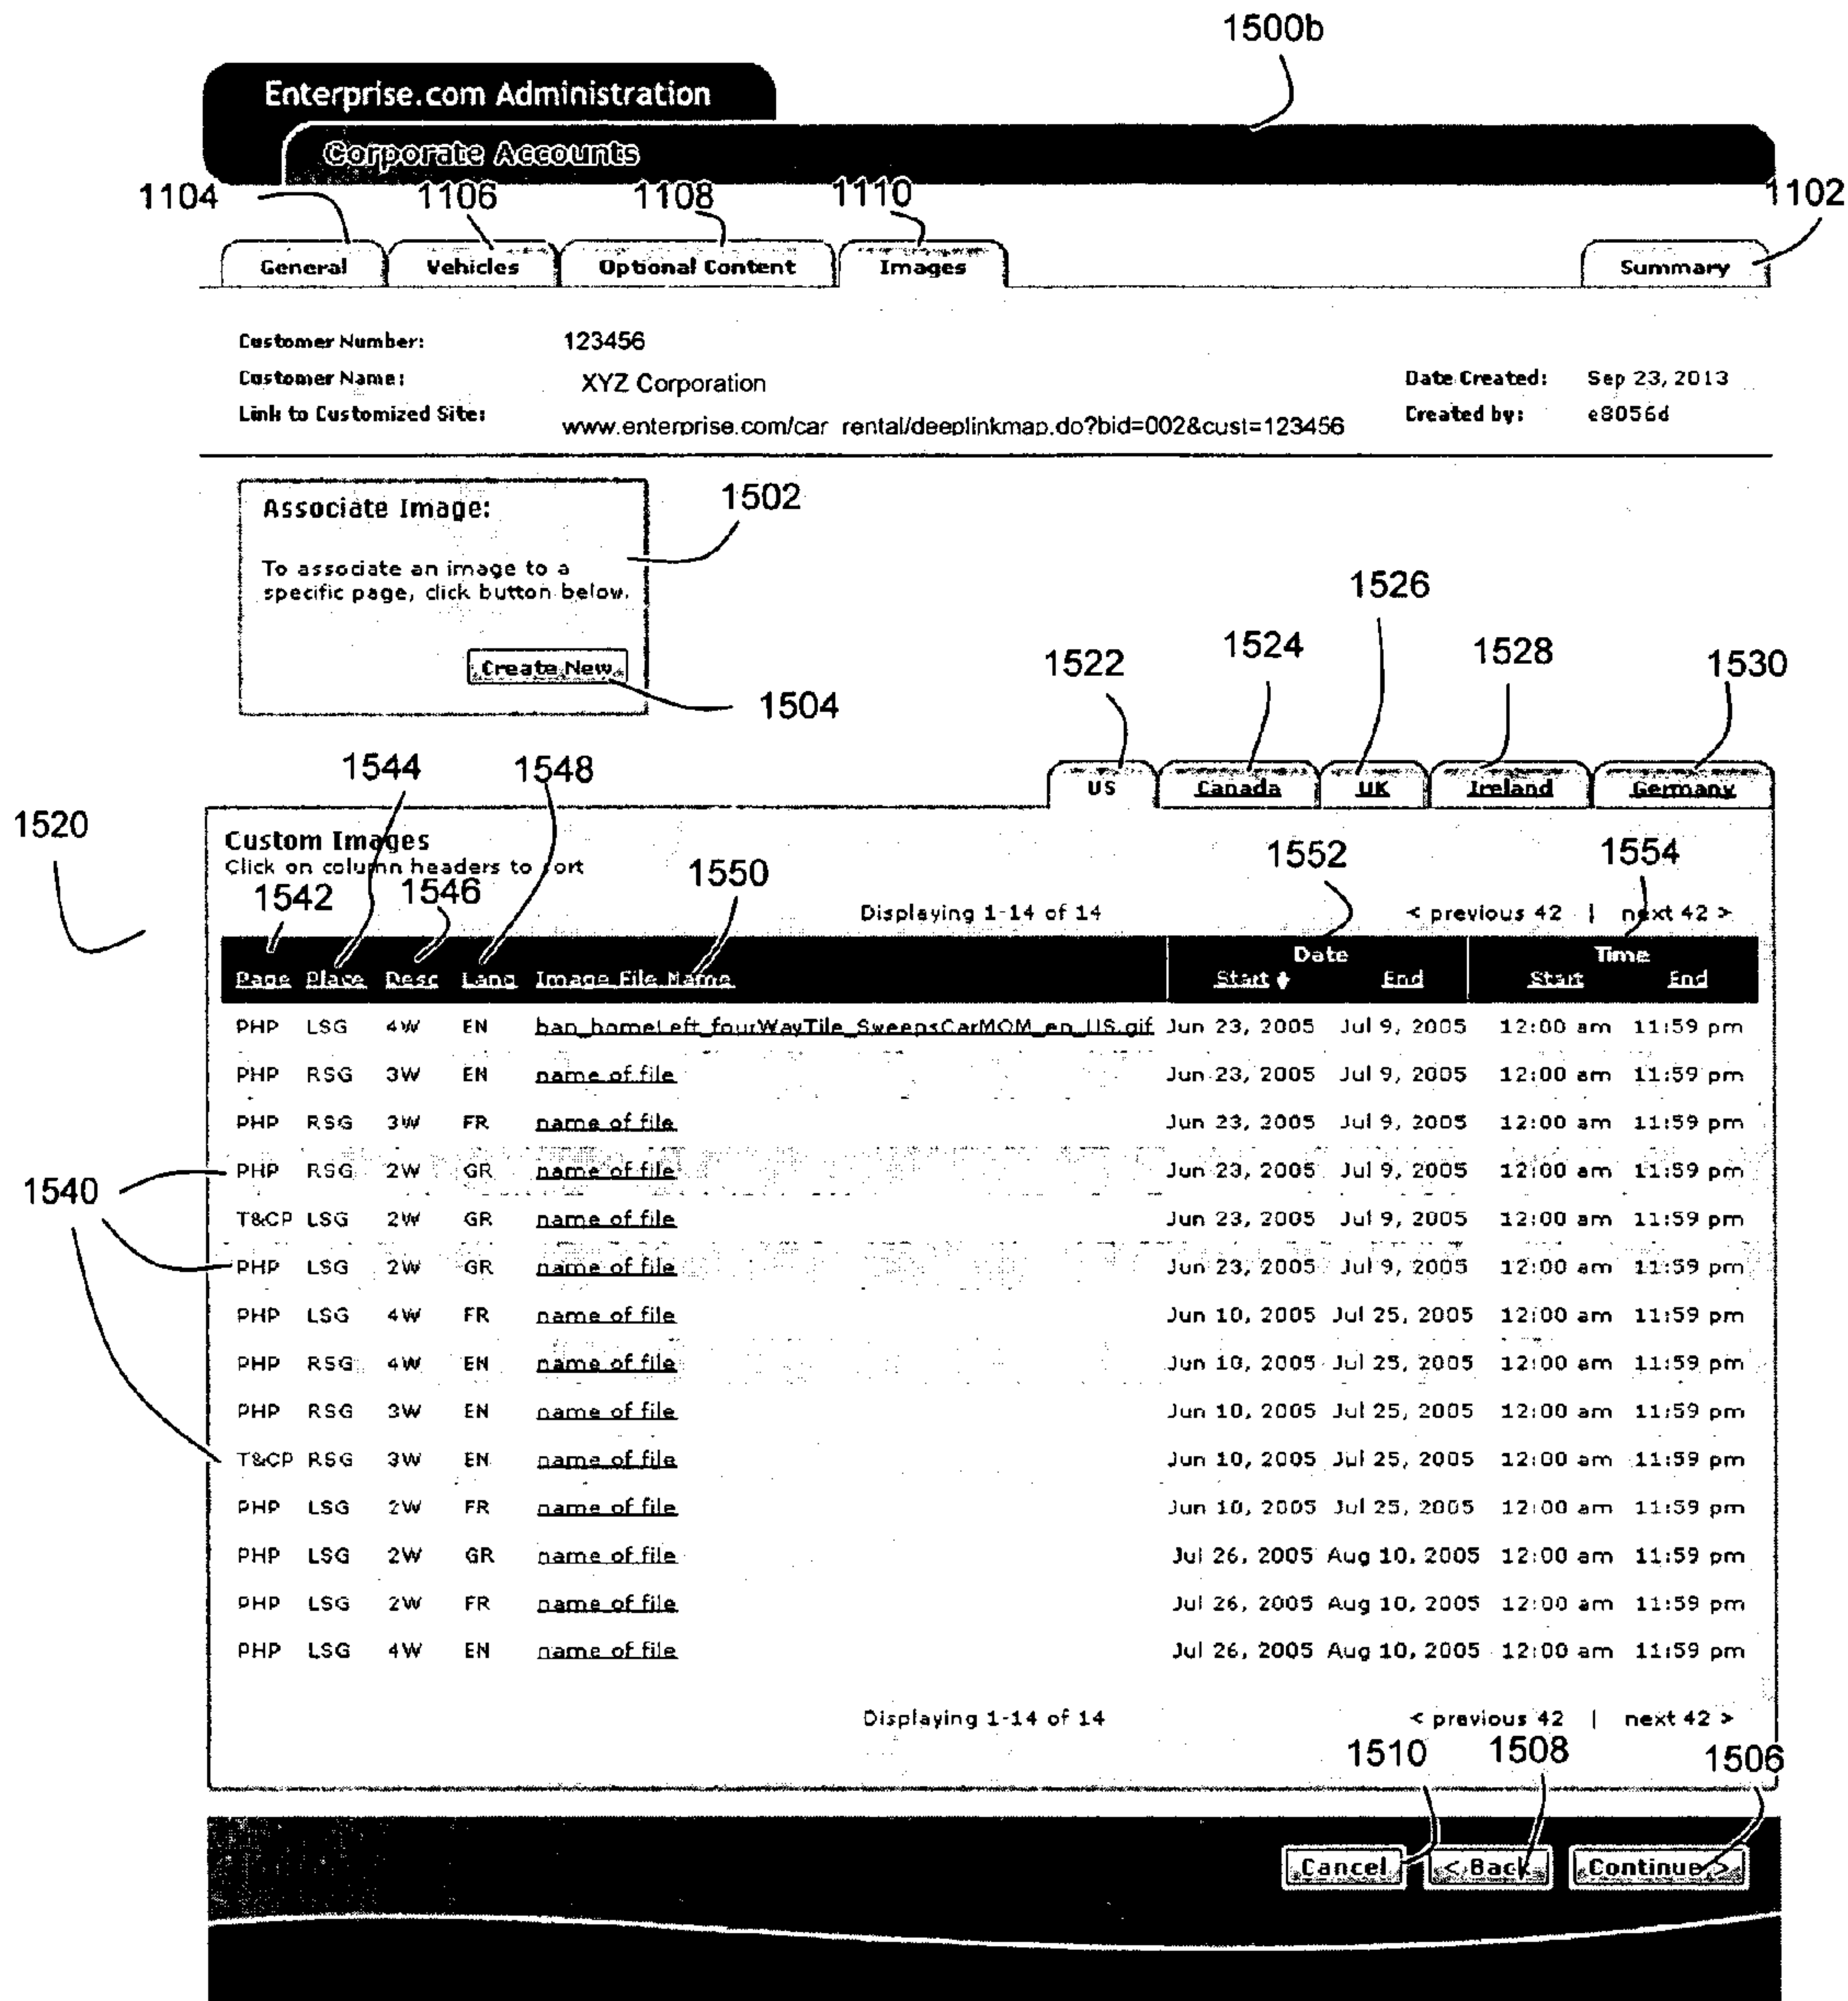 1500b
Enterprise.com Administration
Corporate Accounts
1104 1106 1108 1110 1102
General Vehicles Optional Content Images Summary
Customer Number: 123456
Customer Name: XYZ Corporation Date Created: Sep 23, 2013
Link to Customized Site: www.enterprise.com/car_rental/deeplinkmap.do?bid=002&cust=123456 Created by: e8056d
Associate Image: 1502
To associate an image to a
specific page, click button below.
1526
1522 1524 1528 1530
Create New
1504
1544 1548
US Canada UK Ireland Germany
1520
Custom Images
Click on column headers to sort
1542 1546 1550 1552 1554
Displaying 1-14 of 14 < previous 42 | next 42 >
Date Time
Page Place Desc Lang Image File Name Start End Start End
PHP LSG 4W EN ban_homeLeft_fourWayTile_SweepsCarMOM_en_US.gif Jun 23, 2005 Jul 9, 2005 12:00 am 11:59 pm
PHP RSG 3W EN name of file Jun 23, 2005 Jul 9, 2005 12:00 am 11:59 pm
PHP RSG 3W FR name of file Jun 23, 2005 Jul 9, 2005 12:00 am 11:59 pm
1540
PHP RSG 2W GR name of file Jun 23, 2005 Jul 9, 2005 12:00 am 11:59 pm
T&CP LSG 2W GR name of file Jun 23, 2005 Jul 9, 2005 12:00 am 11:59 pm
PHP LSG 2W GR name of file Jun 23, 2005 Jul 9, 2005 12:00 am 11:59 pm
PHP LSG 4W FR name of file Jun 10, 2005 Jul 25, 2005 12:00 am 11:59 pm
PHP RSG 4W EN name of file Jun 10, 2005 Jul 25, 2005 12:00 am 11:59 pm
PHP RSG 3W EN name of file Jun 10, 2005 Jul 25, 2005 12:00 am 11:59 pm
T&CP RSG 3W EN name of file Jun 10, 2005 Jul 25, 2005 12:00 am 11:59 pm
PHP LSG 2W FR name of file Jun 10, 2005 Jul 25, 2005 12:00 am 11:59 pm
PHP LSG 2W GR name of file Jul 26, 2005 Aug 10, 2005 12:00 am 11:59 pm
PHP LSG 2W FR name of file Jul 26, 2005 Aug 10, 2005 12:00 am 11:59 pm
PHP LSG 4W EN name of file Jul 26, 2005 Aug 10, 2005 12:00 am 11:59 pm
Displaying 1-14 of 14 < previous 42 | next 42 >
1510 1508 1506
Cancel < Back Continue >